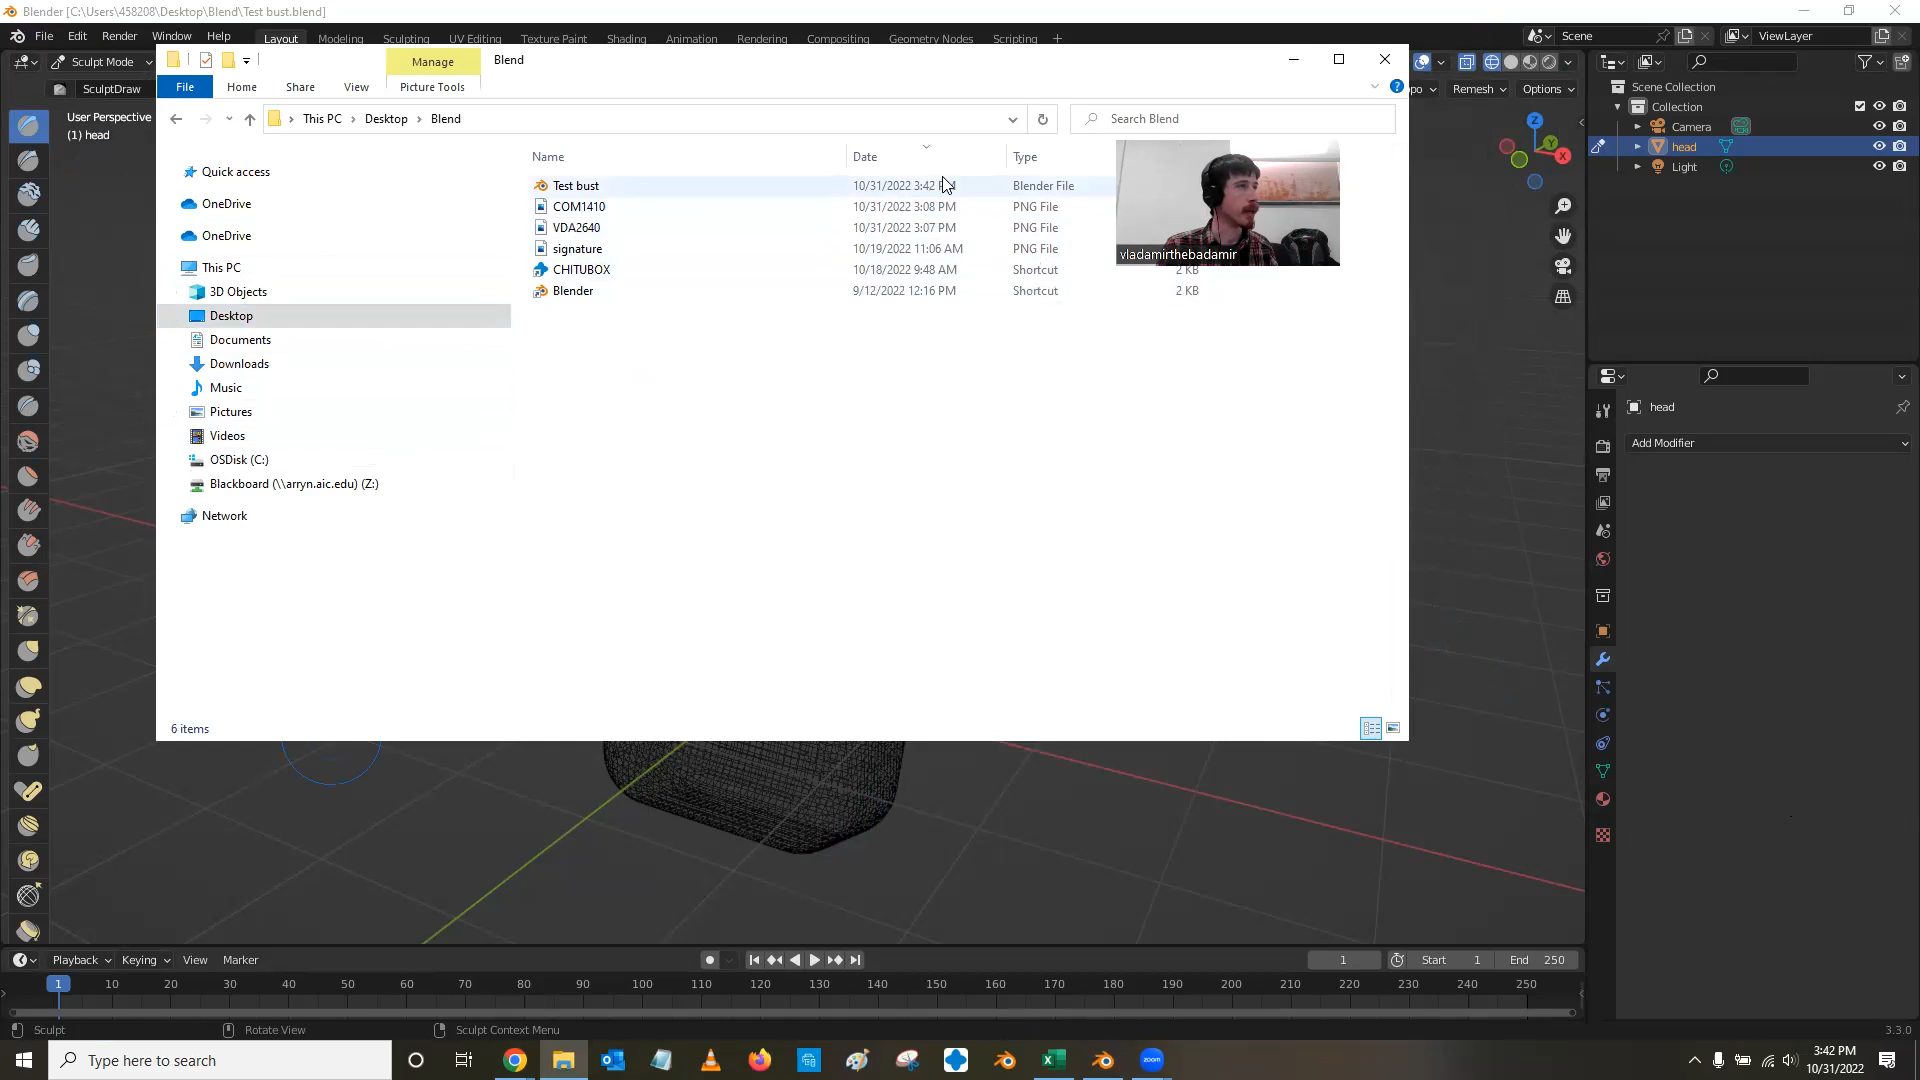 Blender [C:\Users\458208\Desktop\Blend\Test bust.blend]
File Edit Render Window Help Layout Modeling Sculpting UV Editing Texture Paint Shading Animation Rendering Compositing Geometry Nodes Scripting Scene ViewLayer
Sculpt Mode Remesh Options
SculptDraw
User Perspective
(1) head
Manage Blend
File Home Share View Picture Tools
This PC Desktop Blend Search Blend
Name Date Type
Test bust 10/31/2022 3:42 Blender File
COM1410 10/31/2022 3:08 PM PNG File
VDA2640 10/31/2022 3:07 PM PNG File
signature 10/19/2022 11:06 AM PNG File
CHITUBOX 10/18/2022 9:48 AM Shortcut 2 KB
Blender 9/12/2022 12:16 PM Shortcut 2 KB
Quick access
OneDrive
OneDrive
This PC
3D Objects
Desktop
Documents
Downloads
Music
Pictures
Videos
OSDisk (C:)
Blackboard (\\arryn.aic.edu) (Z:)
Network
6 items
vladamirthebadamir
Z
Y
X
Scene Collection
Collection
Camera
head
Light
head
Add Modifier
Playback Keying View Marker 1 Start 1 End 250
1 10 20 30 40 50 60 70 80 90 100 110 120 130 140 150 160 170 180 190 200 210 220 230 240 250
Sculpt Rotate View Sculpt Context Menu 3.3.0
Type here to search
zoom
3:42 PM
10/31/2022